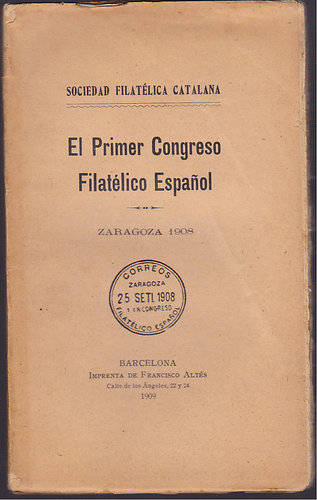 SOCIEDAD FILATÉLICA CATALANA
El Primer Congreso
Filatélico Español
ZARAGOZA 1908
CORREOS
ZARAGOZA
25 SET. 1908
1 ER. CONGRESO
FILATÉLICO ESPAÑOL
BARCELONA
IMPRENTA DE FRANCISCO ALTÉS
Calle de los Ángeles, 22 y 24
1909